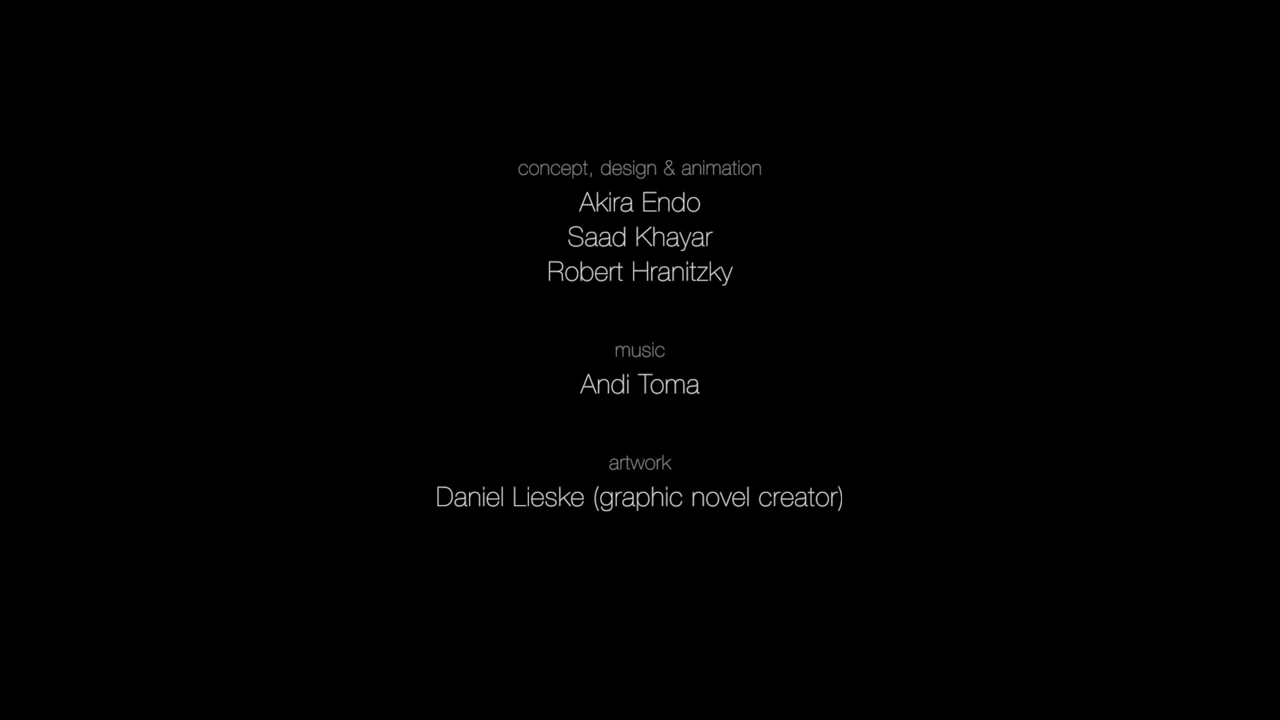 concept, design & animation
Akira Endo
Saad Khayar
Robert Hranitzky
music
Andi Toma
artwork
Daniel Lieske (graphic novel creator)